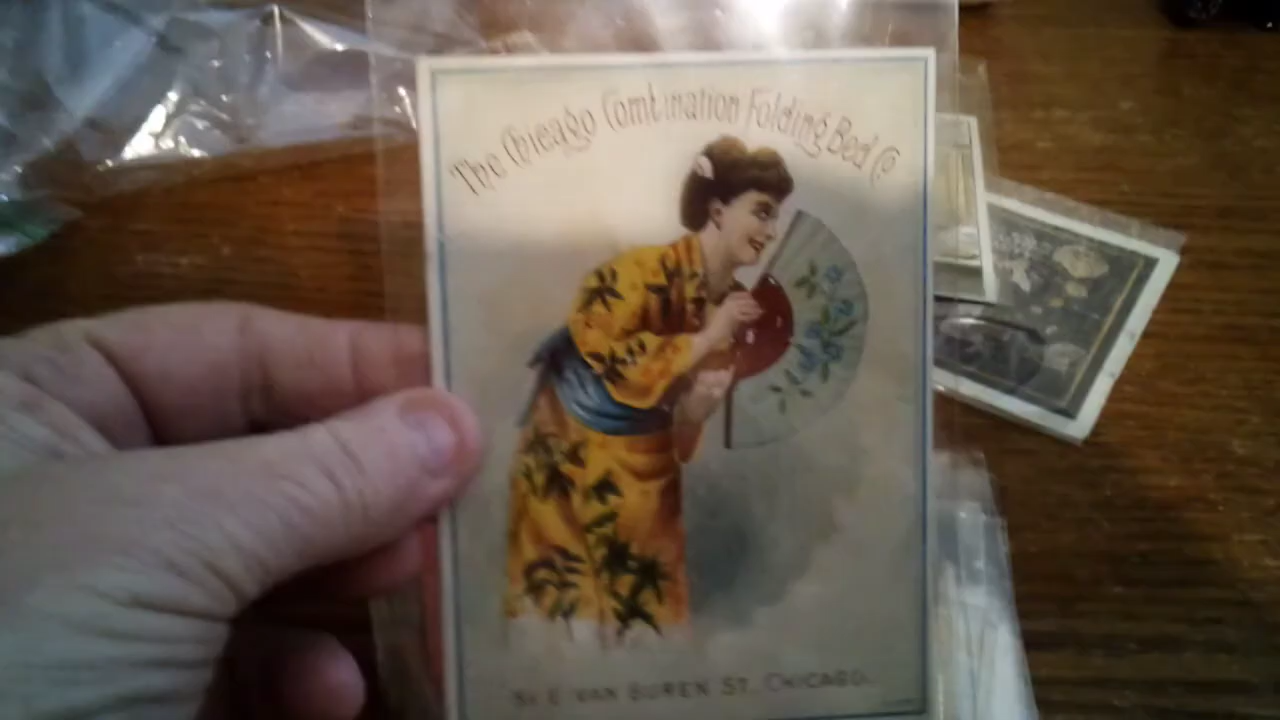 The Chicago Combination Folding Bed Co.
E. VAN BUREN ST., CHICAGO.